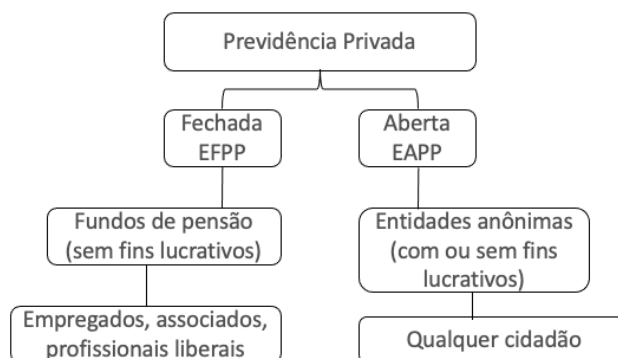 Previdência Privada
Fechada
EFPP
Aberta
EAPP
Fundos de pensão
(sem fins lucrativos)
Entidades anônimas
(com ou sem fins
lucrativos)
Empregados, associados,
profissionais liberais
Qualquer cidadão